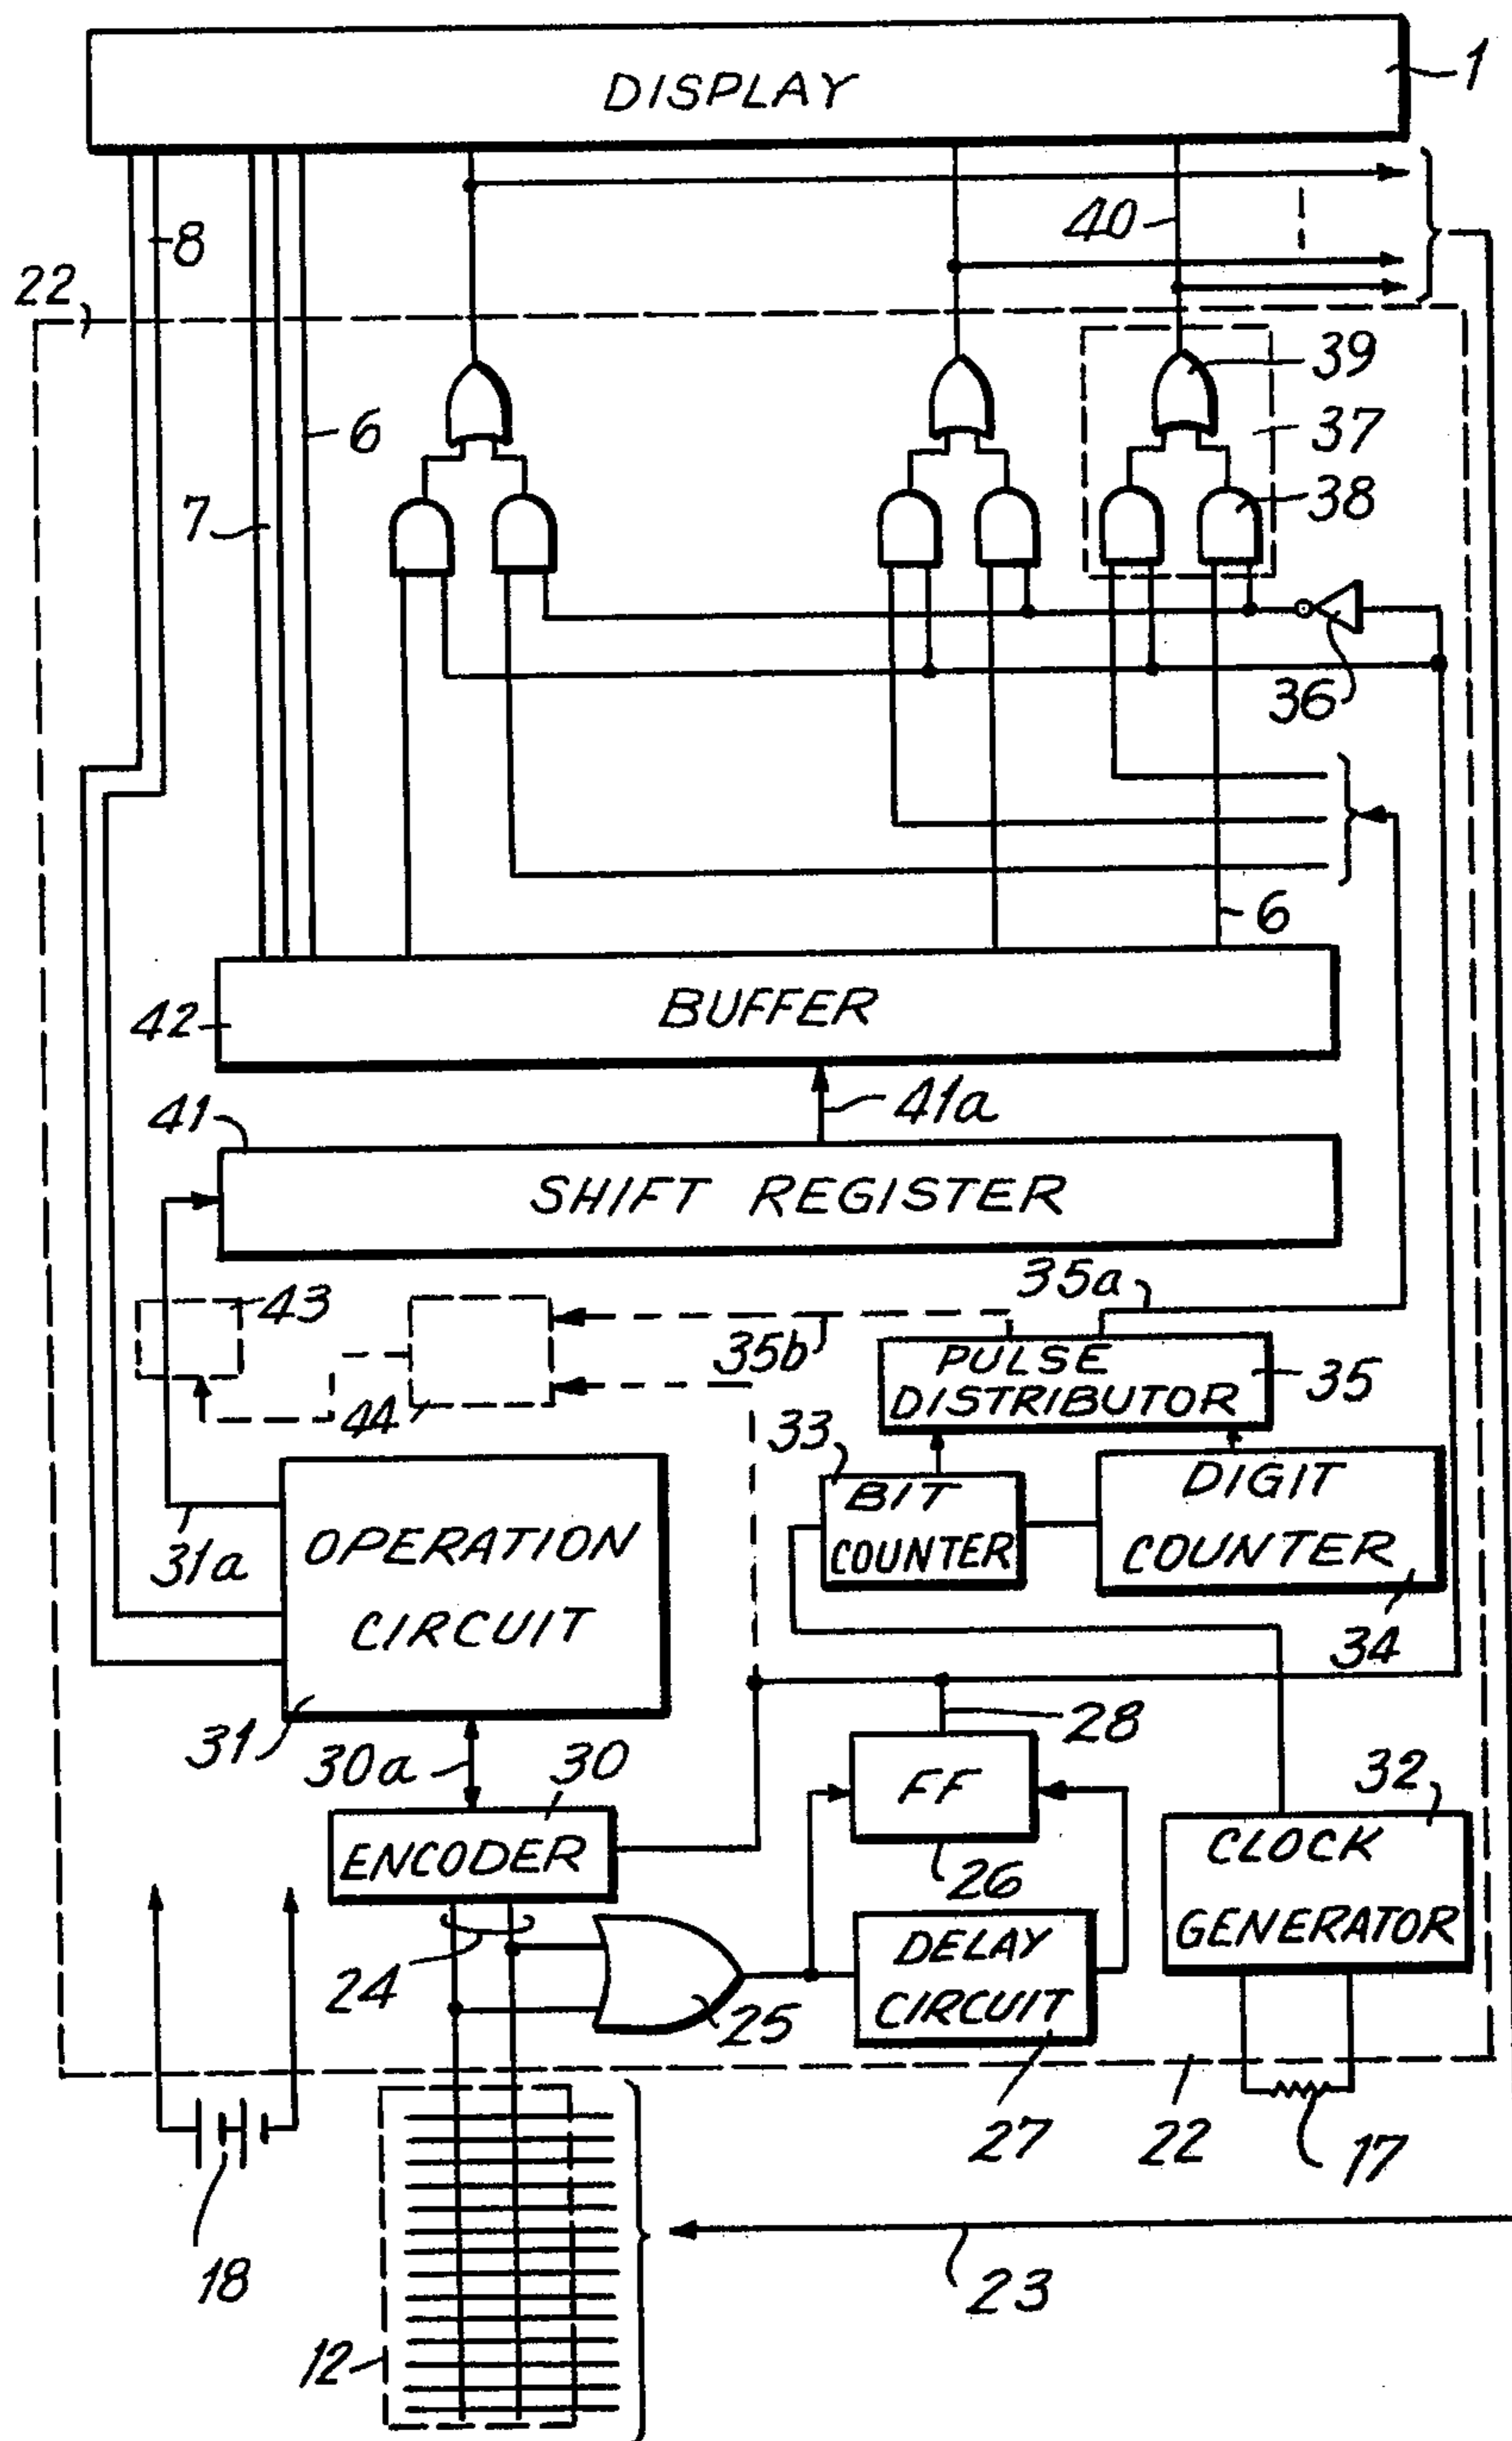 DISPLAY
1
8
40
22
39
6
37
7
38
36
6
BUFFER
42
41a
41
SHIFT REGISTER
35a
43
35b
PULSE
DISTRIBUTOR
35
44
33
BIT
COUNTER
DIGIT
COUNTER
31a
OPERATION
CIRCUIT
34
28
31
30a
30
FF
32
ENCODER
26
CLOCK
GENERATOR
24
25
DELAY
CIRCUIT
27
22
17
18
23
12